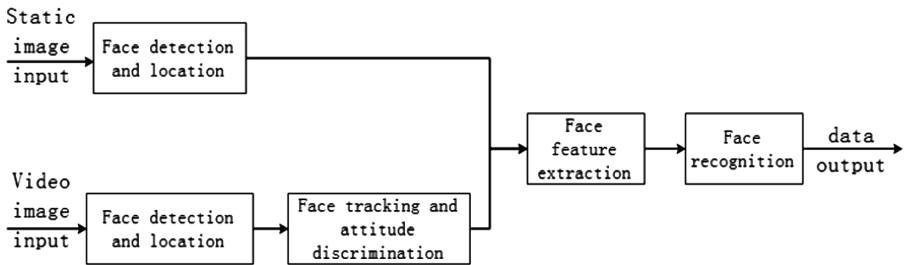 Static
image
input
Face detection
and location
Face
feature
extraction
Face
recognition
data
output
Video
image
input
Face detection
and location
Face tracking and
attitude
discrimination